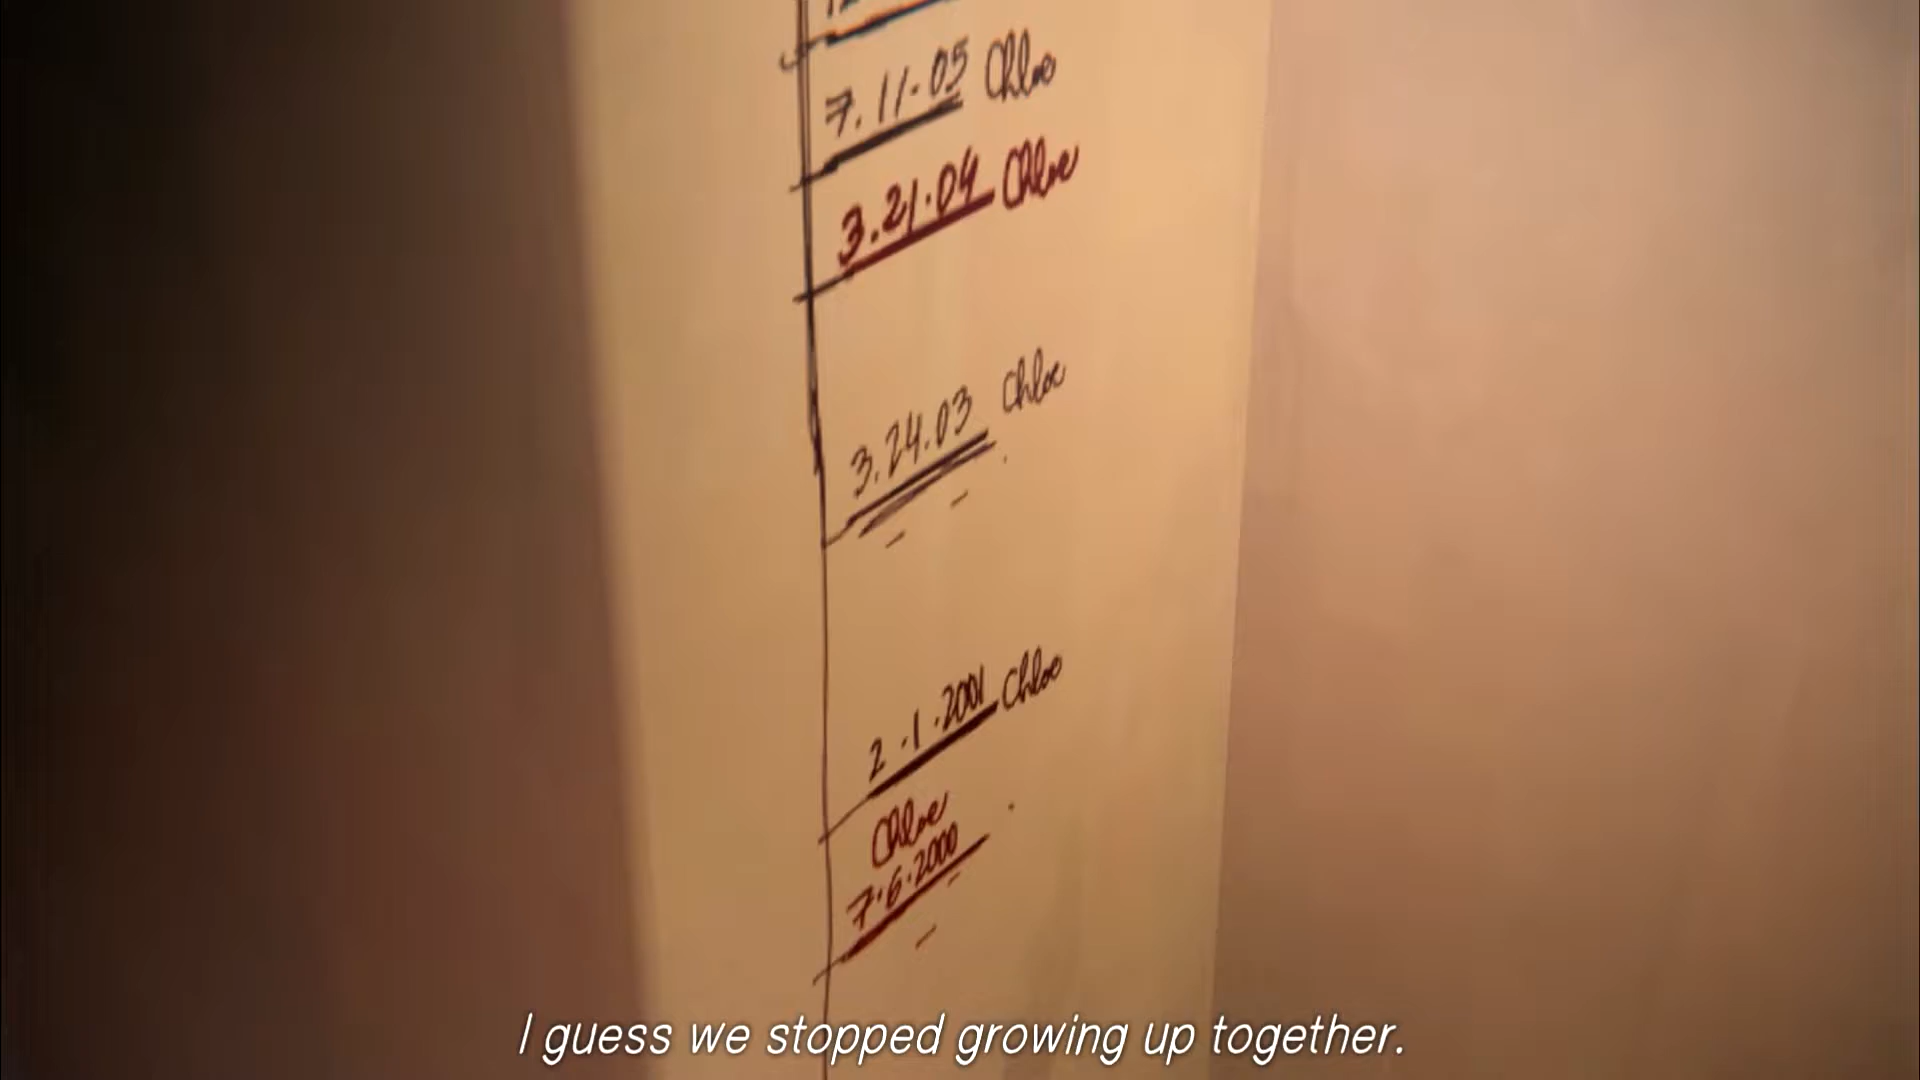 7.11.05 Chloe
3.21.04 Chloe
3.24.03 Chloe
2.1.2001 Chloe
Chloe
7.6.2000
I guess we stopped growing up together.